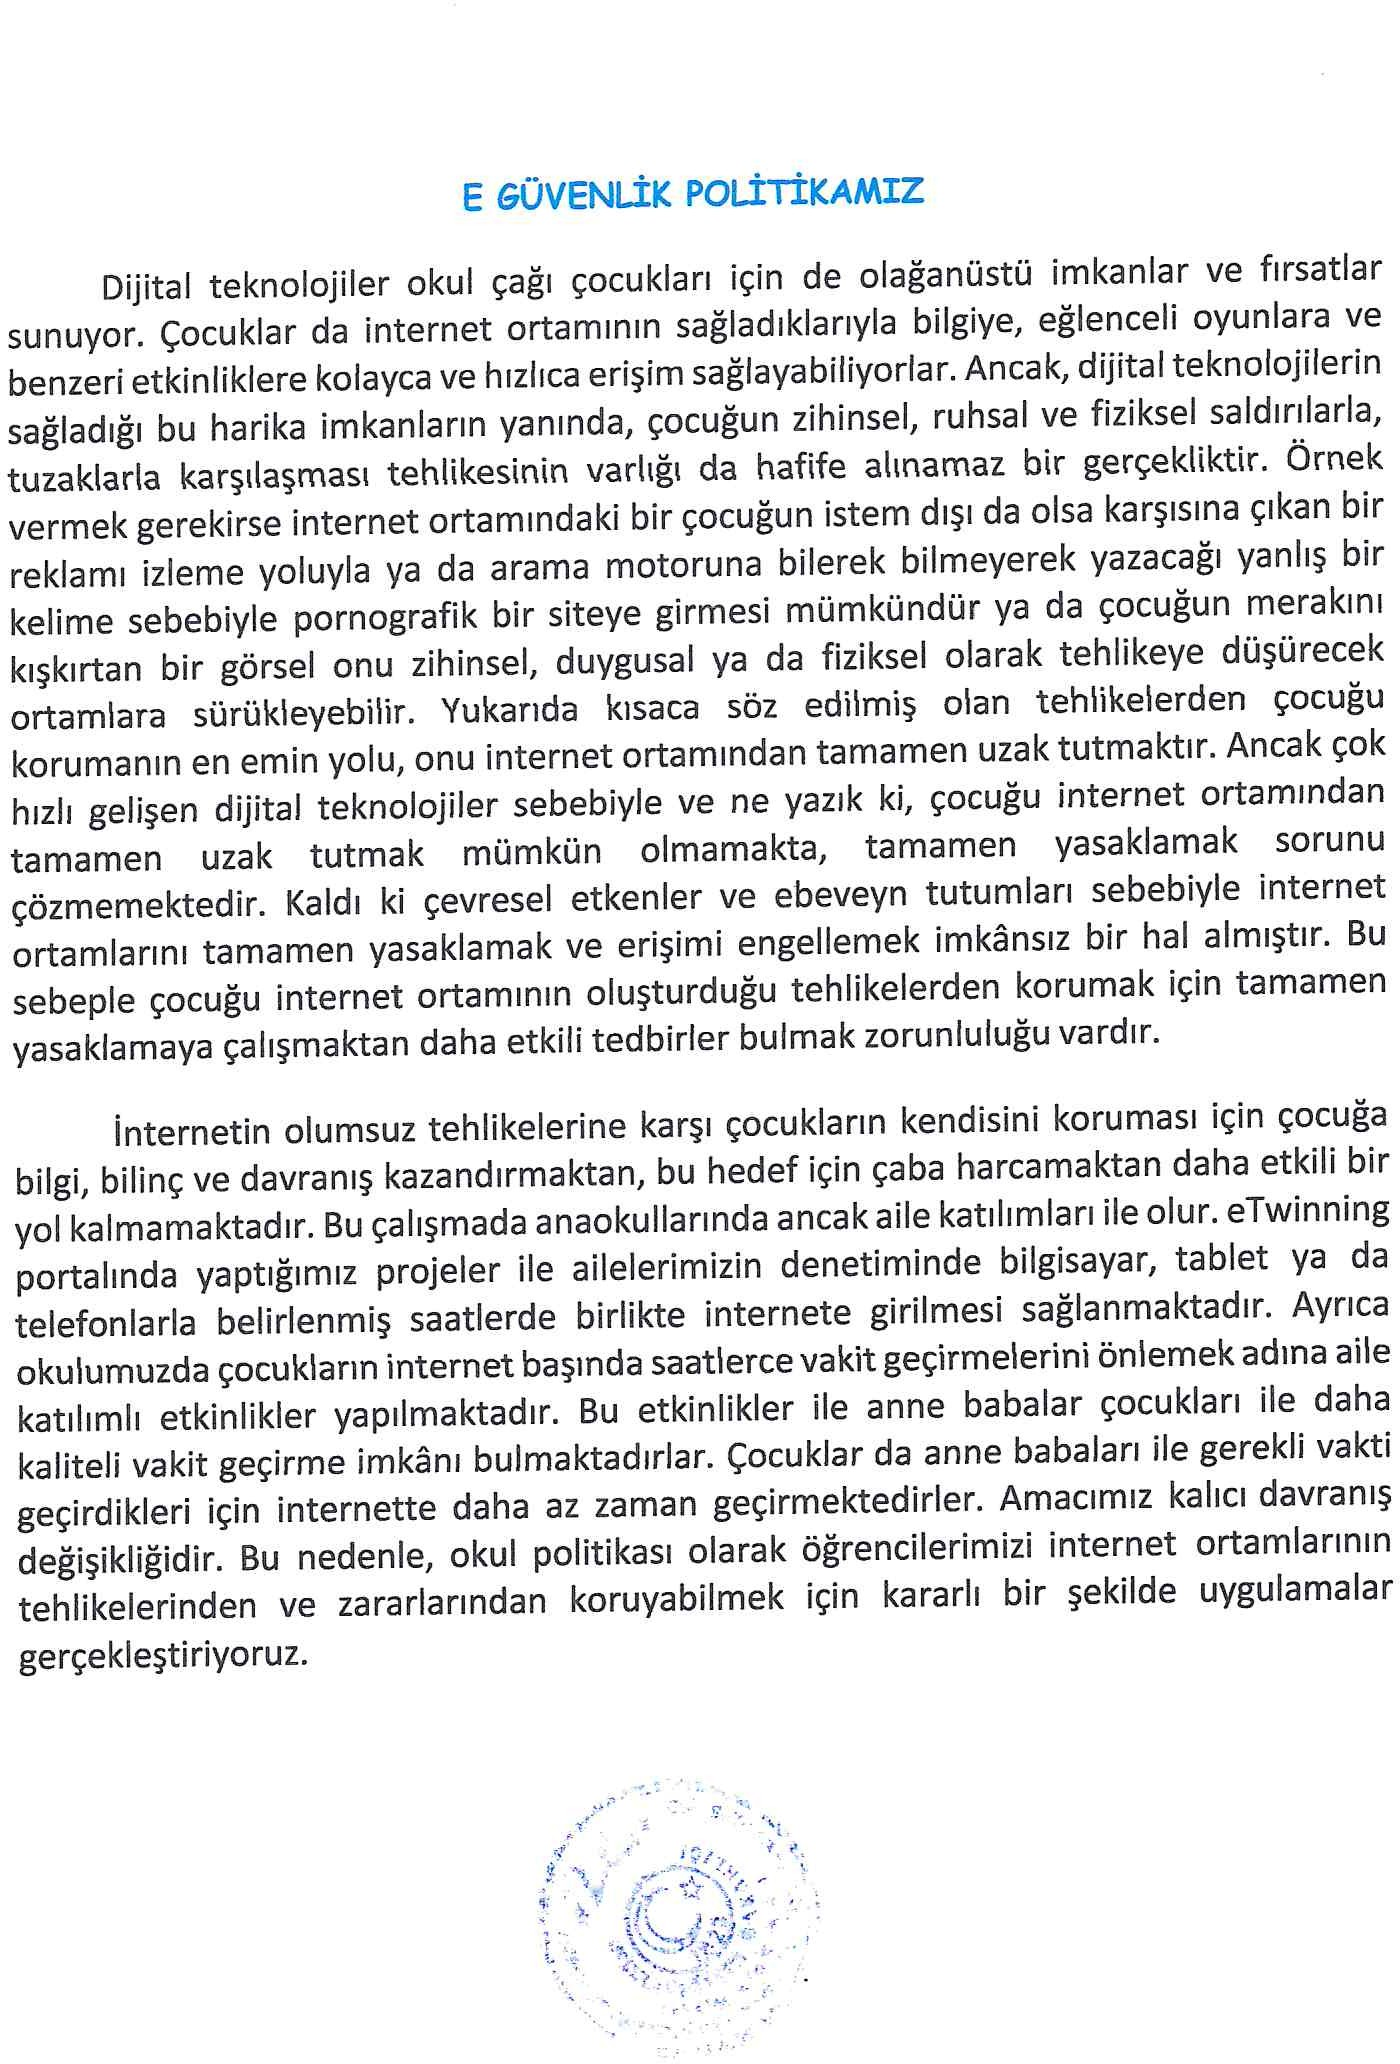 E GÜVENLİK POLİTİKAMIZ
Dijital teknolojiler okul çağı çocukları için de olağanüstü imkanlar ve fırsatlar
sunuyor. Çocuklar da internet ortamının sağladıklarıyla bilgiye, eğlenceli oyunlara ve
benzeri etkinliklere kolayca ve hızlıca erişim sağlayabiliyorlar. Ancak, dijital teknolojilerin
sağladığı bu harika imkanların yanında, çocuğun zihinsel, ruhsal ve fiziksel saldırılarla,
tuzaklarla karşılaşması tehlikesinin varlığı da hafife alınamaz bir gerçekliktir. Örnek
vermek gerekirse internet ortamındaki bir çocuğun istem dışı da olsa karşısına çıkan bir
reklamı izleme yoluyla ya da arama motoruna bilerek bilmeyerek yazacağı yanlış bir
kelime sebebiyle pornografik bir siteye girmesi mümkündür ya da çocuğun merakını
kışkırtan bir görsel onu zihinsel, duygusal ya da fiziksel olarak tehlikeye düşürecek
ortamlara sürükleyebilir. Yukarıda kısaca söz edilmiş olan tehlikelerden çocuğu
korumanın en emin yolu, onu internet ortamından tamamen uzak tutmaktır. Ancak çok
hızlı gelişen dijital teknolojiler sebebiyle ve ne yazık ki, çocuğu internet ortamından
tamamen uzak tutmak mümkün olmamakta, tamamen yasaklamak sorunu
çözmemektedir. Kaldı ki çevresel etkenler ve ebeveyn tutumları sebebiyle internet
ortamlarını tamamen yasaklamak ve erişimi engellemek imkânsız bir hal almıştır. Bu
sebeple çocuğu internet ortamının oluşturduğu tehlikelerden korumak için tamamen
yasaklamaya çalışmaktan daha etkili tedbirler bulmak zorunluluğu vardır.
İnternetin olumsuz tehlikelerine karşı çocukların kendisini koruması için çocuğa
bilgi, bilinç ve davranış kazandırmaktan, bu hedef için çaba harcamaktan daha etkili bir
yol kalmamaktadır. Bu çalışmada anaokullarında ancak aile katılımları ile olur. eTwinning
portalında yaptığımız projeler ile ailelerimizin denetiminde bilgisayar, tablet ya da
telefonlarla belirlenmiş saatlerde birlikte internete girilmesi sağlanmaktadır. Ayrıca
okulumuzda çocukların internet başında saatlerce vakit geçirmelerini önlemek adına aile
katılımlı etkinlikler yapılmaktadır. Bu etkinlikler ile anne babalar çocukları ile daha
kaliteli vakit geçirme imkânı bulmaktadırlar. Çocuklar da anne babaları ile gerekli vakti
geçirdikleri için internette daha az zaman geçirmektedirler. Amacımız kalıcı davranış
değişikliğidir. Bu nedenle, okul politikası olarak öğrencilerimizi internet ortamlarının
tehlikelerinden ve zararlarından koruyabilmek için kararlı bir şekilde uygulamalar
gerçekleştiriyoruz.